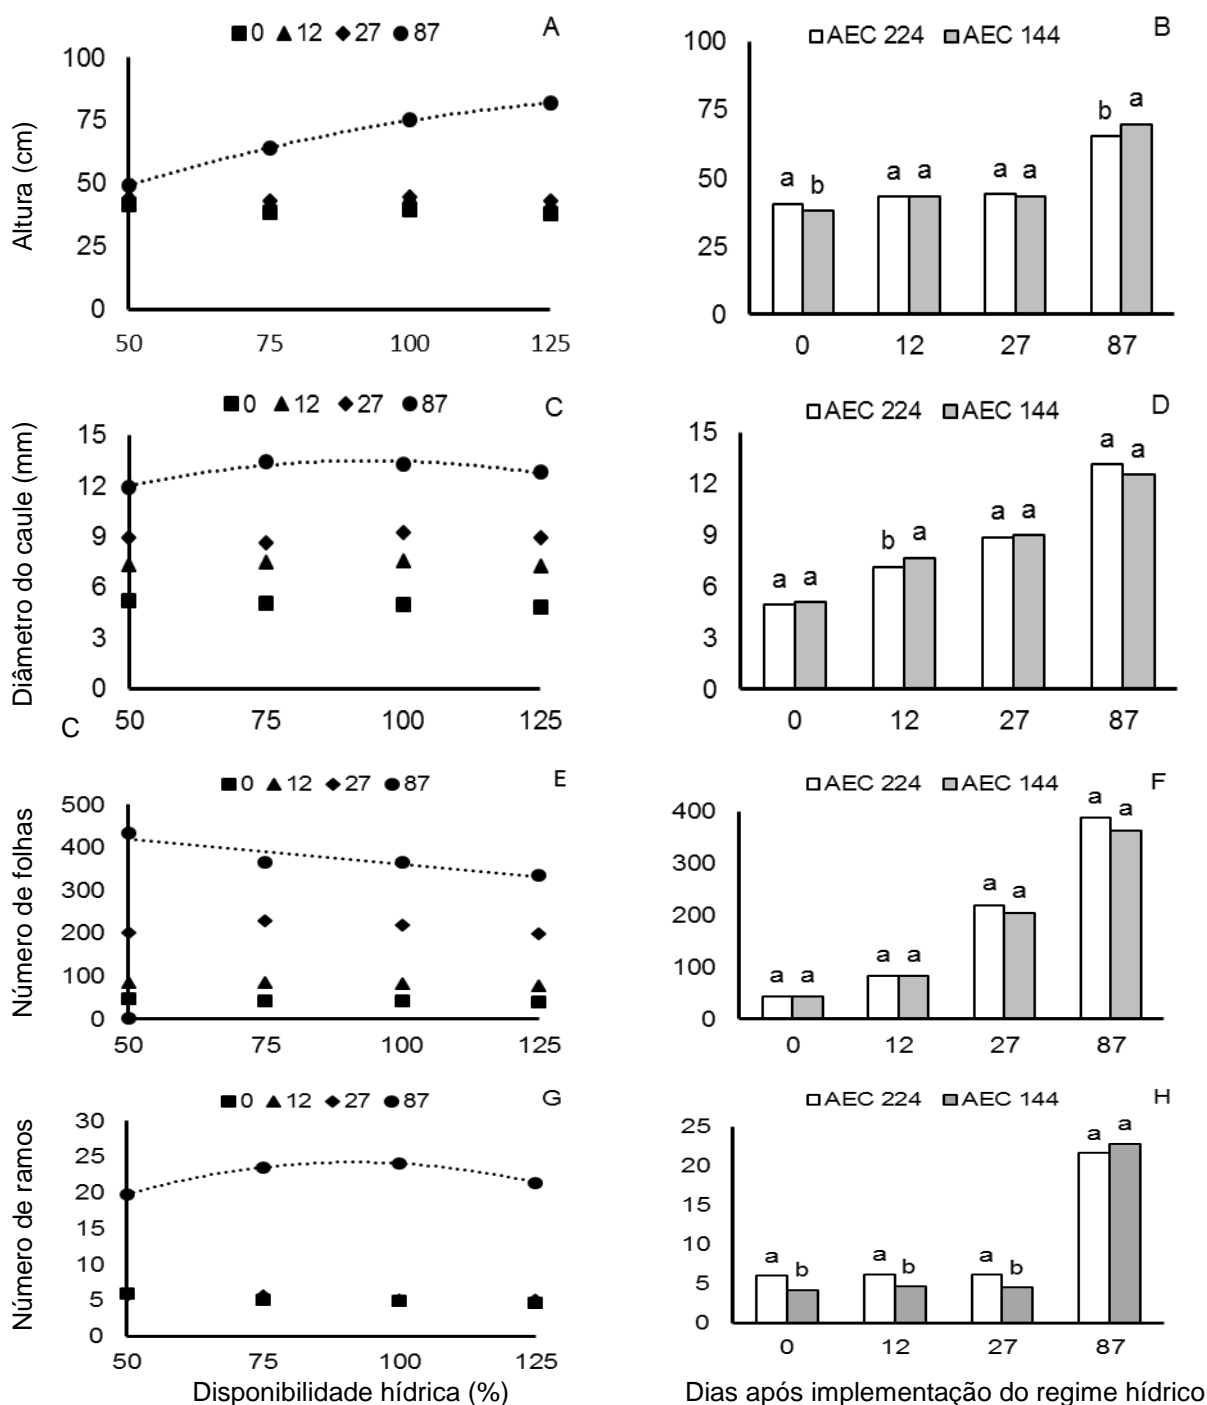 0 12 27 87 A
Altura (cm)
100
75
50
25
0
50 75 100 125
AEC 224 AEC 144 B
100
75
50
25
0
a b a a a a b a
0 12 27 87
0 12 27 87 C
Diâmetro do caule (mm)
15
12
9
6
3
0
50 75 100 125
C
AEC 224 AEC 144 D
15
12
9
6
3
0
a a b a a a a a
0 12 27 87
0 12 27 87 E
Número de folhas
500
400
300
200
100
0
50 75 100 125
AEC 224 AEC 144 F
400
300
200
100
0
a a a a a a a a
0 12 27 87
0 12 27 87 G
Número de ramos
30
25
20
15
10
5
0
50 75 100 125
Disponibilidade hídrica (%)
AEC 224 AEC 144 H
25
20
15
10
5
0
a b a b a b a a
0 12 27 87
Dias após implementação do regime hídrico